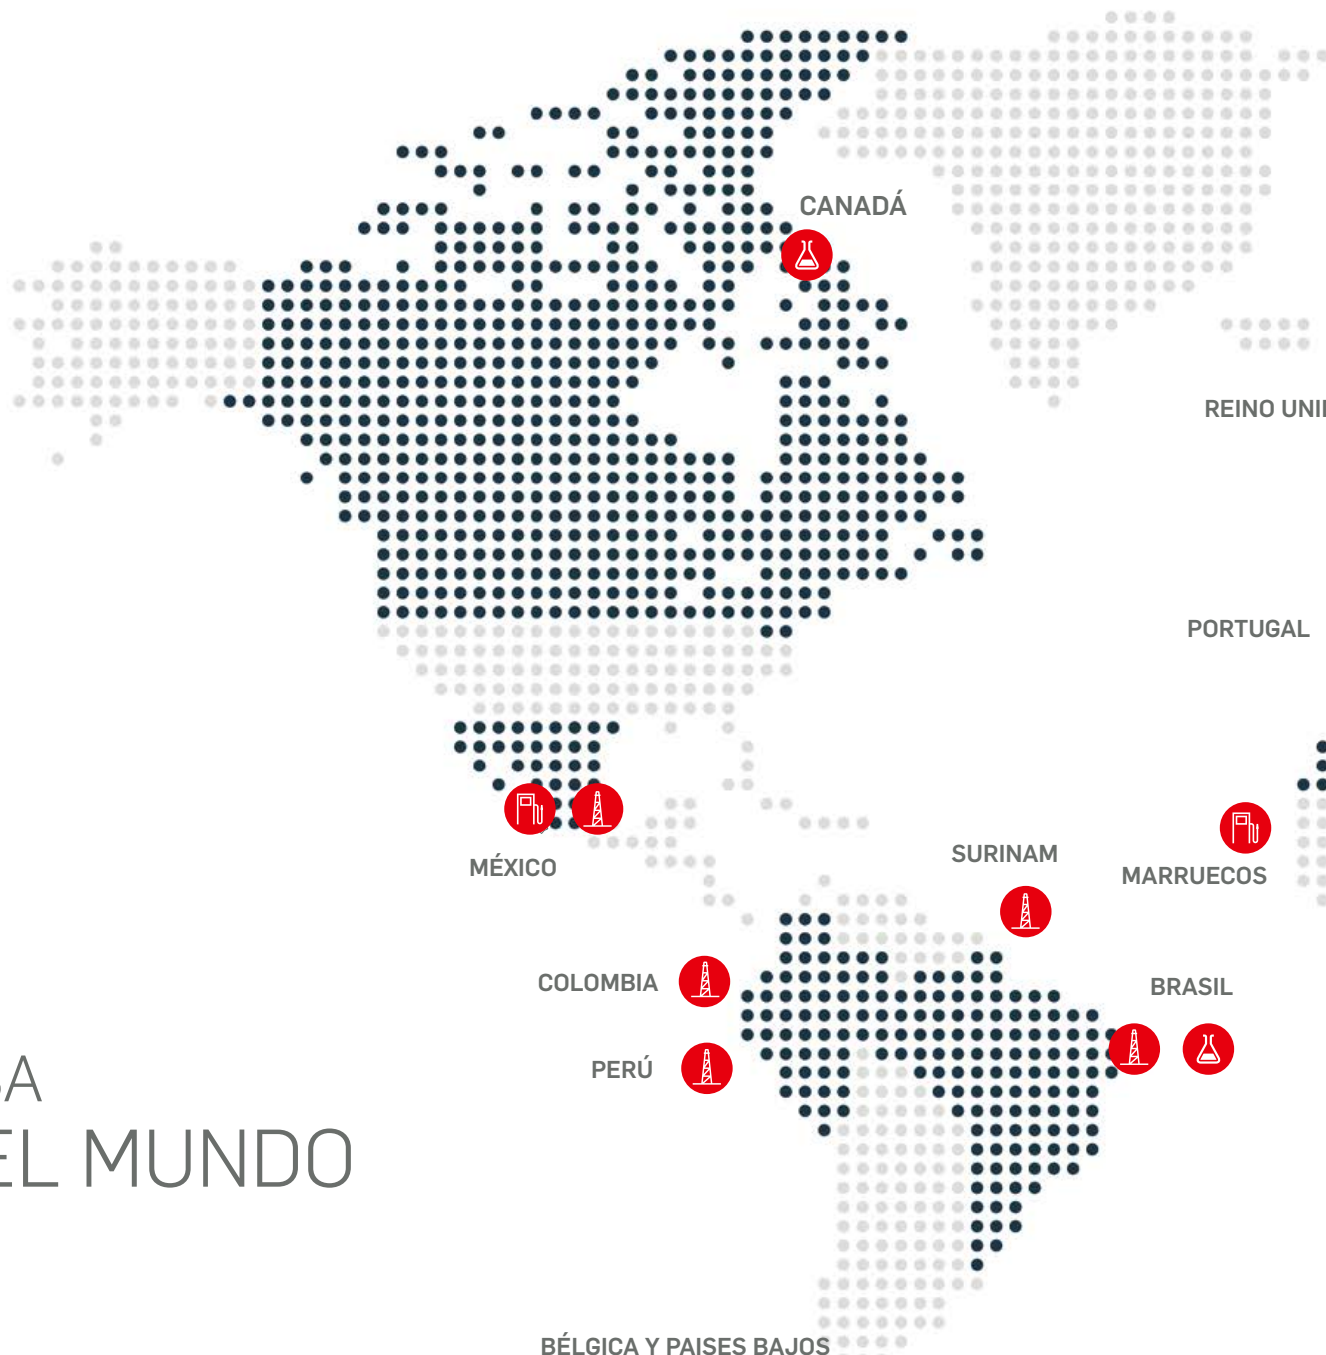 CANADÁ
REINO UNI
PORTUGAL
MÉXICO
SURINAM
MARRUECOS
COLOMBIA
BRASIL
PERÚ
EL MUNDO
BÉLGICA Y PAISES BAJOS